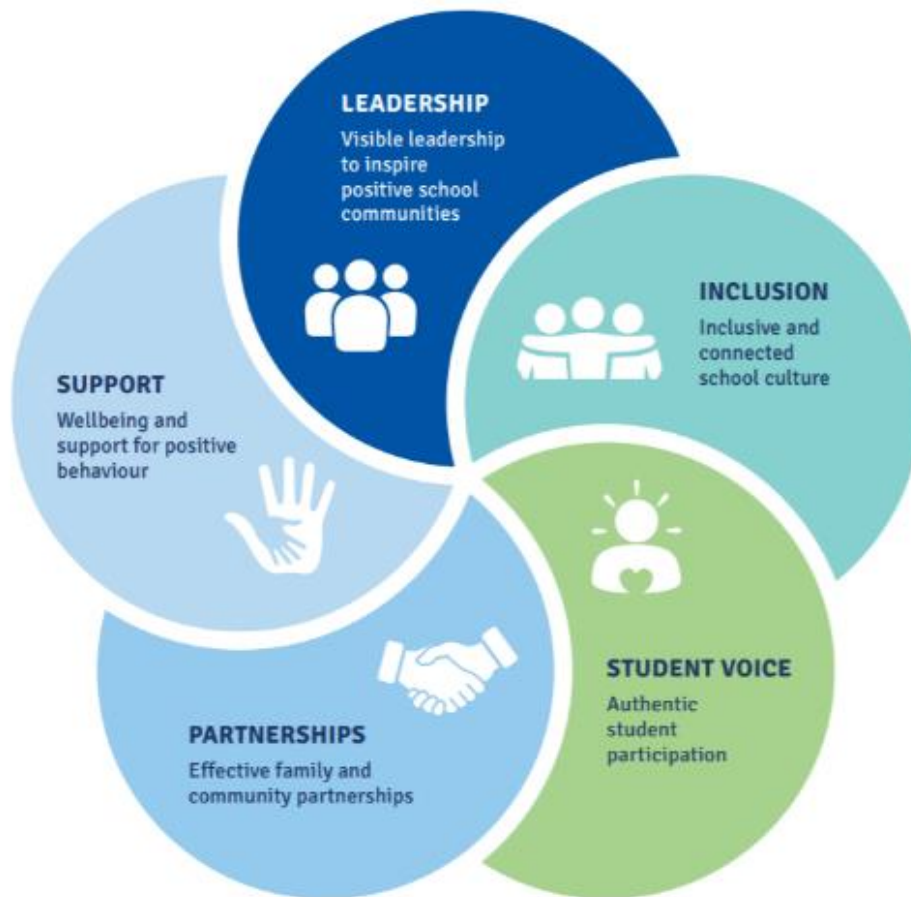 LEADERSHIP
Visible leadership
to inspire
positive school
communities
INCLUSION
Inclusive and
connected
school culture
STUDENT VOICE
Authentic
student
participation
PARTNERSHIPS
Effective family and
community partnerships
SUPPORT
Wellbeing and
support for positive
behaviour